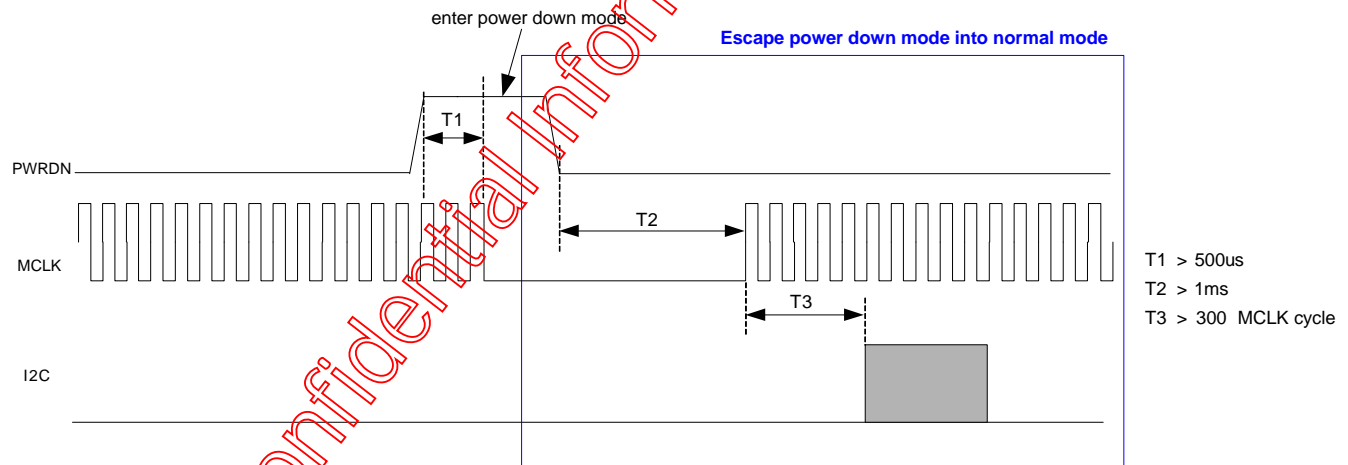 enter power down mode
Escape power down mode into normal mode
T1
PWRDN
T2
MCLK
T1 > 500us
T2 > 1ms
T3 > 300 MCLK cycle
T3
I2C
Confidential Infor